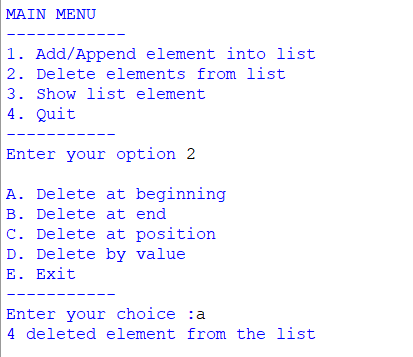 MAIN MENU
------------
1. Add/Append element into list
2. Delete elements from list
3. Show list element
4. Quit
-----------
Enter your option 2
A. Delete at beginning
B. Delete at end
C. Delete at position
D. Delete by value
E. Exit
-----------
Enter your choice :a
4 deleted element from the list